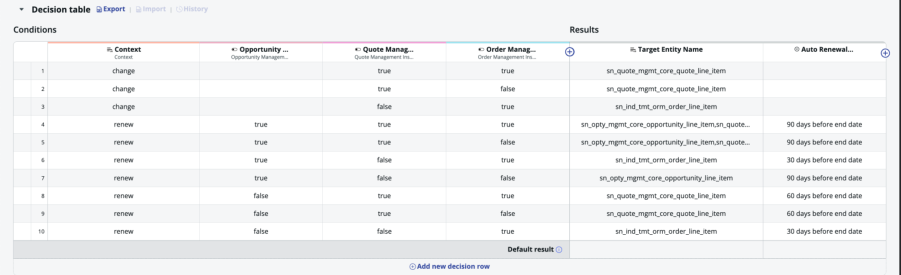 Decision table Export | Import | History
Conditions Results
Context Opportunity ... Quote Manag... Order Manag... Target Entity Name Auto Renewal...
Context Opportunity Managem... Quote Management Ins... Order Management Ins...
1 change true true sn_quote_mgmt_core_quote_line_item
2 change true false sn_quote_mgmt_core_quote_line_item
3 change false true sn_ind_tmt_orm_order_line_item
4 renew true true true sn_opty_mgmt_core_opportunity_line_item,sn_quote... 90 days before end date
5 renew true true false sn_opty_mgmt_core_opportunity_line_item,sn_quote... 90 days before end date
6 renew true false true sn_ind_tmt_orm_order_line_item 30 days before end date
7 renew true false false sn_opty_mgmt_core_opportunity_line_item 90 days before end date
8 renew false true true sn_quote_mgmt_core_quote_line_item 60 days before end date
9 renew false true false sn_quote_mgmt_core_quote_line_item 60 days before end date
10 renew false false true sn_ind_tmt_orm_order_line_item 30 days before end date
Default result
Add new decision row